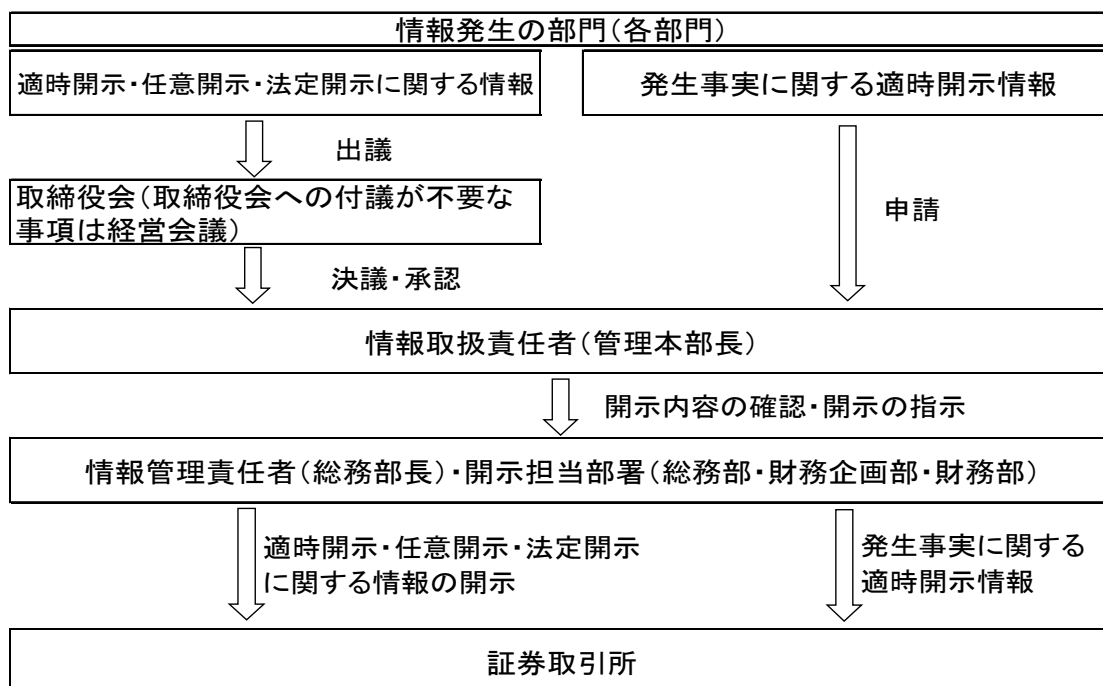 情報発生の部門（各部門）
適時開示・任意開示・法定開示に関する情報
発生事実に関する適時開示情報
出議
取締役会（取締役会への付議が不要な
事項は経営会議）
申請
決議・承認
情報取扱責任者（管理本部長）
開示内容の確認・開示の指示
情報管理責任者（総務部長）・開示担当部署（総務部・財務企画部・財務部）
適時開示・任意開示・法定開示
に関する情報の開示
発生事実に関する
適時開示情報
証券取引所